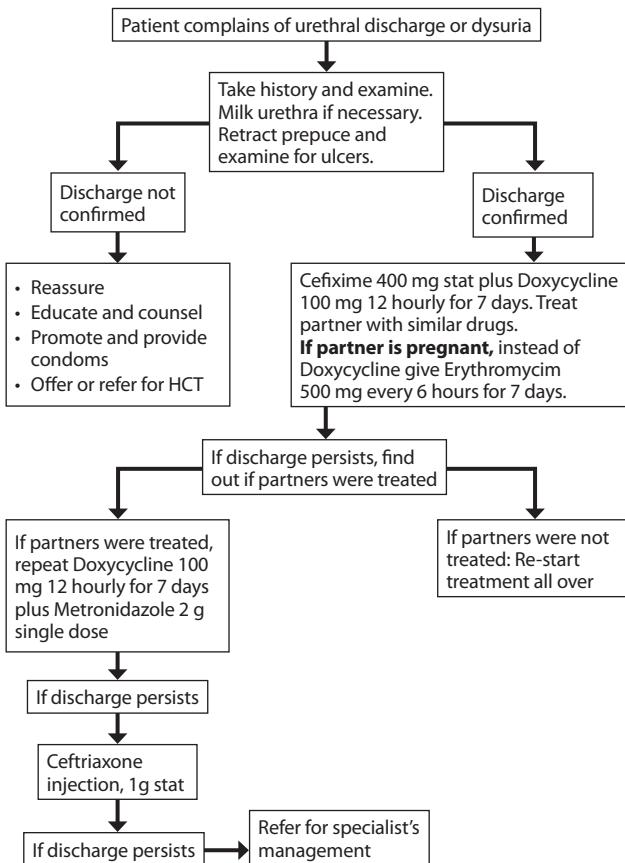 Patient complains of urethral discharge or dysuria
Take history and examine.
Milk urethra if necessary.
Retract prepuce and
examine for ulcers.
Discharge not
confirmed
Discharge
confirmed
• Reassure
• Educate and counsel
• Promote and provide
condoms
• Offer or refer for HCT
Cefixime 400 mg stat plus Doxycycline
100 mg 12 hourly for 7 days. Treat
partner with similar drugs.
If partner is pregnant, instead of
Doxycycline give Erythromycim
500 mg every 6 hours for 7 days.
If discharge persists, find
out if partners were treated
If partners were treated,
repeat Doxycycline 100
mg 12 hourly for 7 days
plus Metronidazole 2 g
single dose
If partners were not
treated: Re-start
treatment all over
If discharge persists
Ceftriaxone
injection, 1g stat
If discharge persists
Refer for specialist’s
management